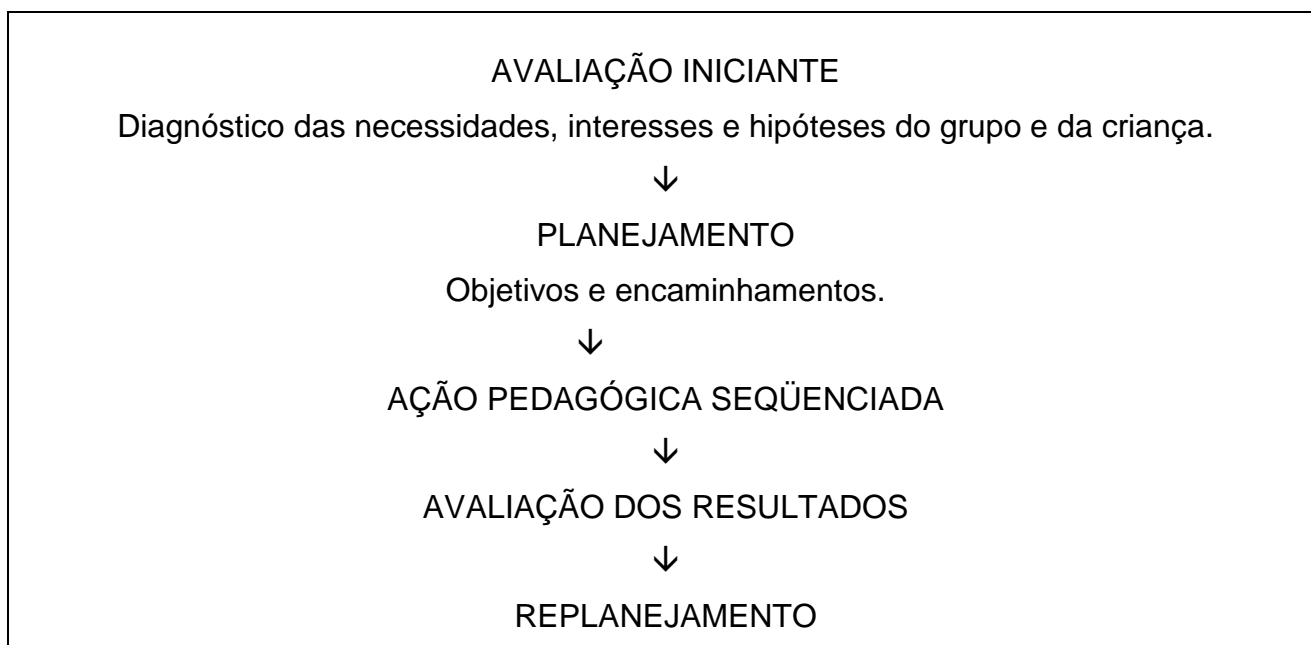 AVALIAÇÃO INICIANTE
Diagnóstico das necessidades, interesses e hipóteses do grupo e da criança.
↓
PLANEJAMENTO
Objetivos e encaminhamentos.
↓
AÇÃO PEDAGÓGICA SEQÜENCIADA
↓
AVALIAÇÃO DOS RESULTADOS
↓
REPLANEJAMENTO